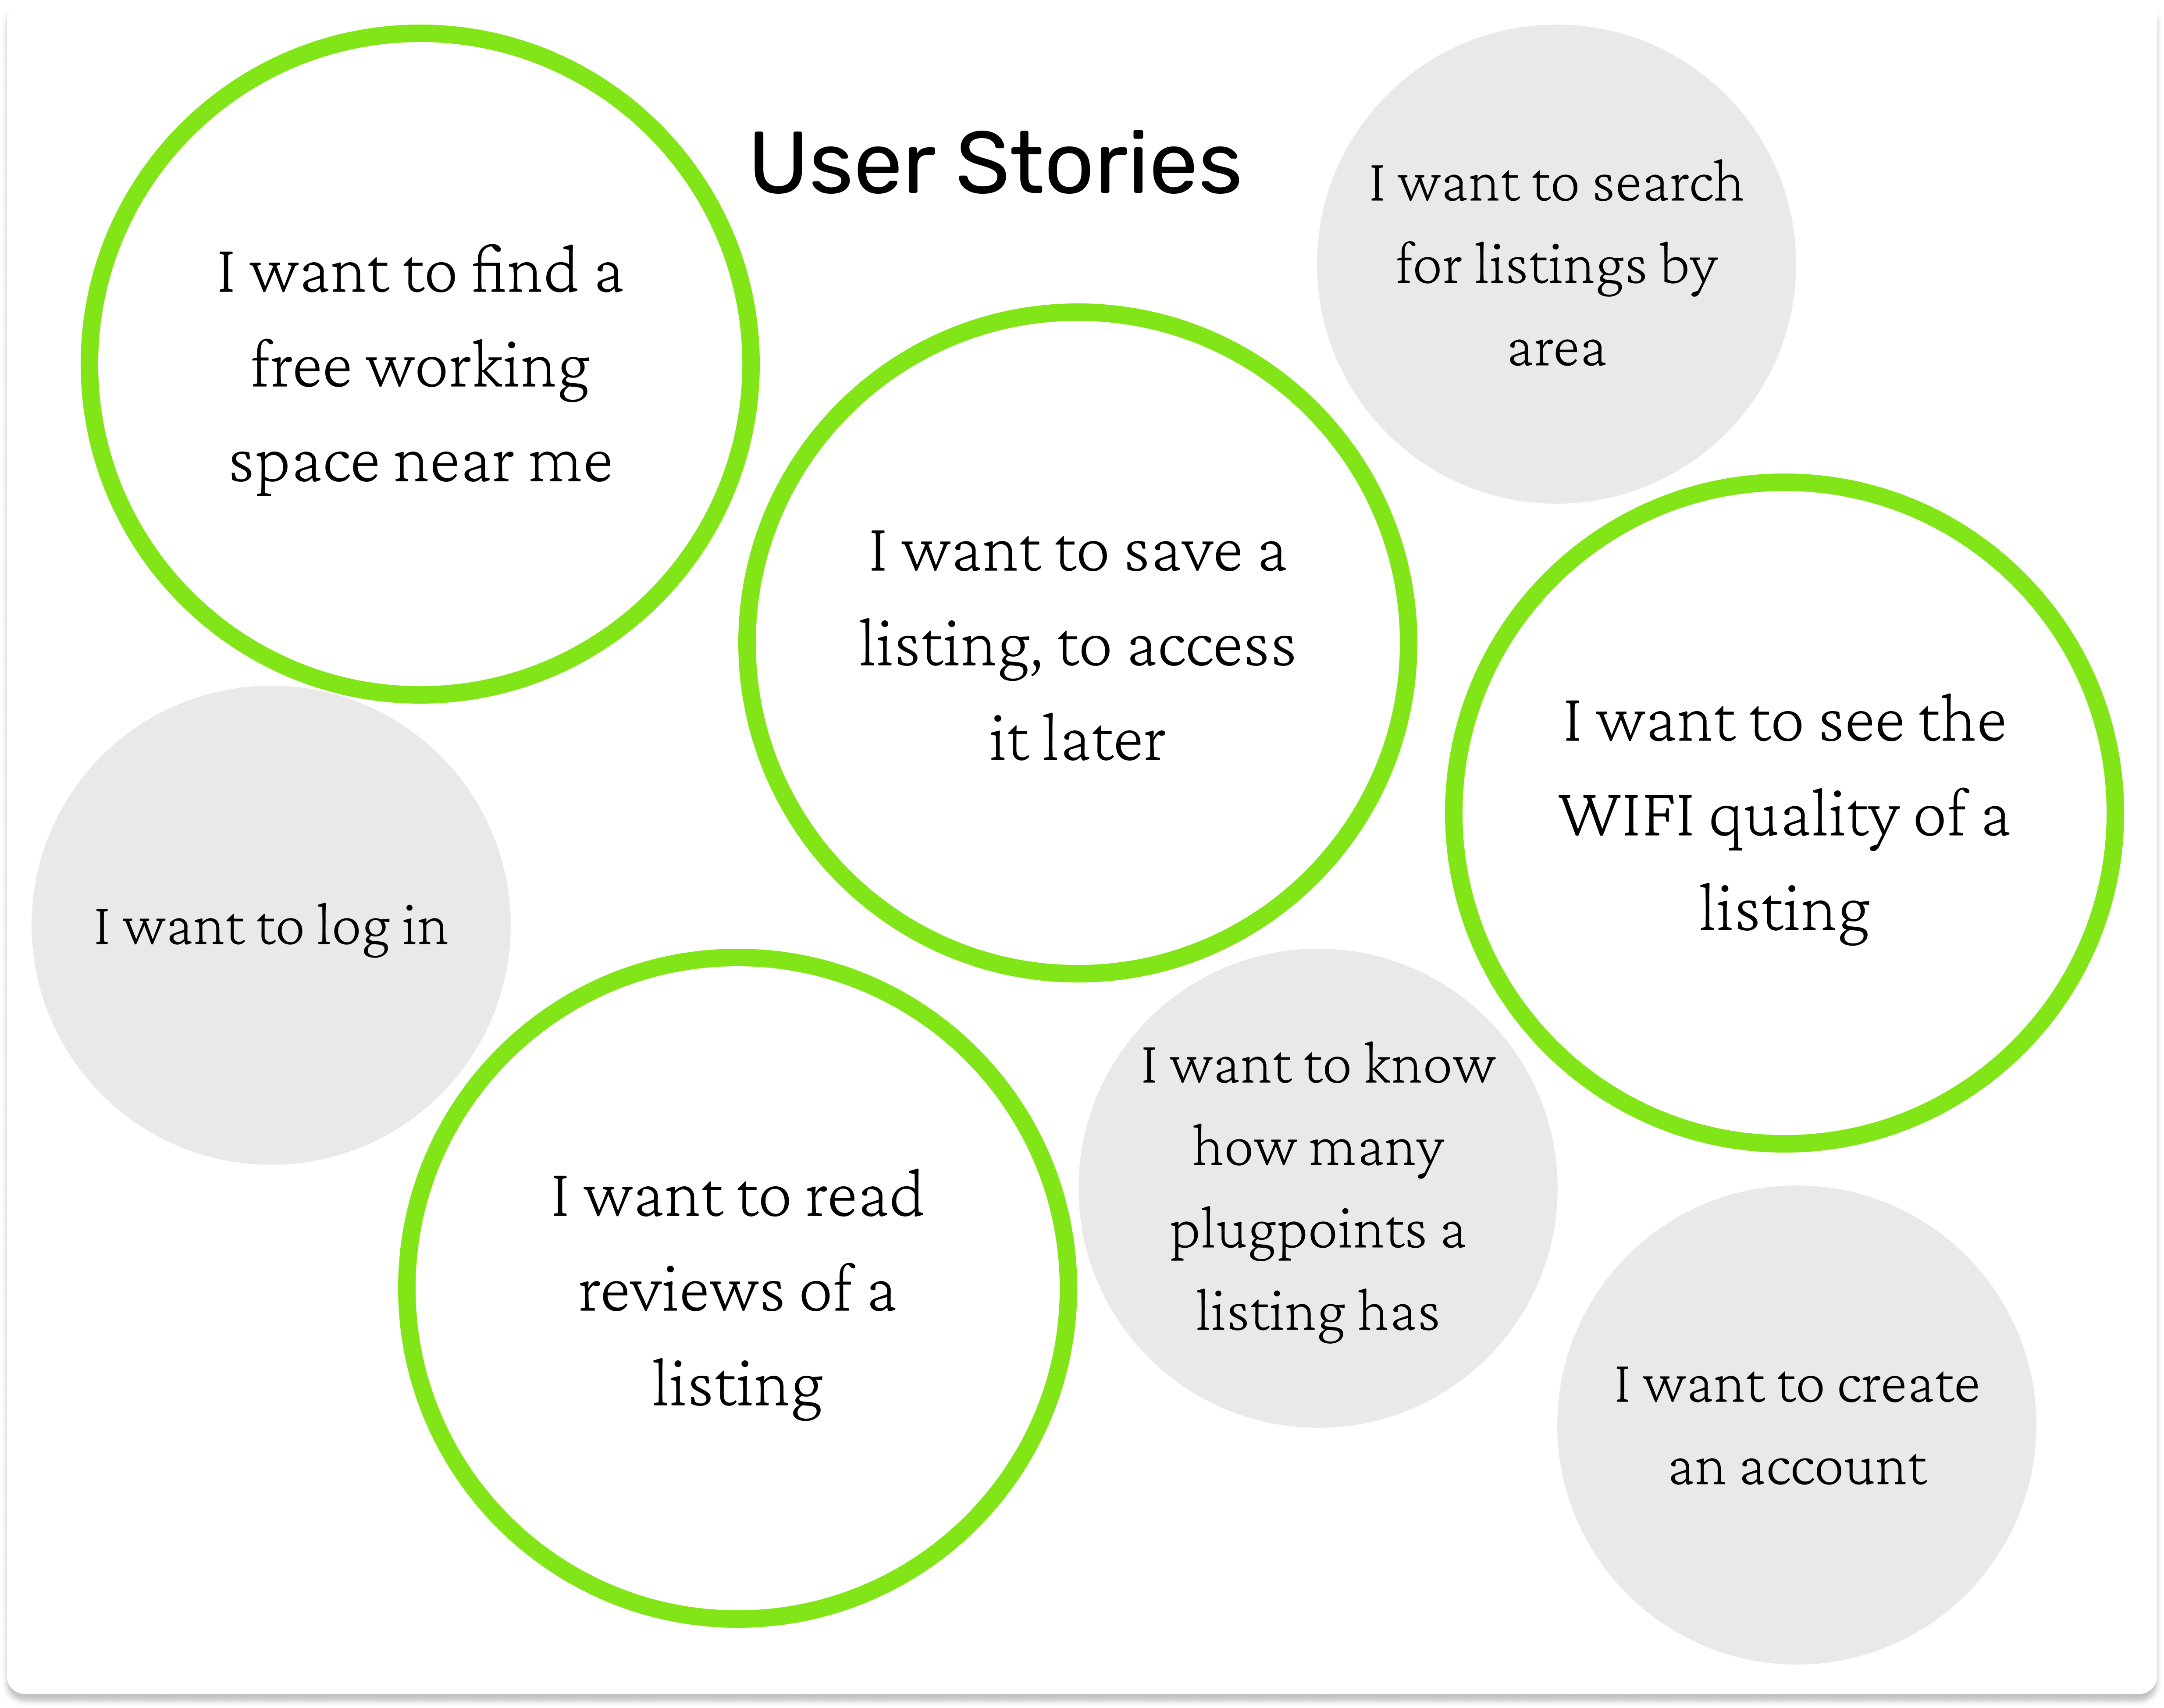 User Stories
I want to find a
free working
space near me
I want to search
for listings by
area
I want to save a
listing, to access
it later
I want to see the
WIFI quality of a
listing
I want to log in
I want to read
reviews of a
listing
I want to know
how many
plugpoints a
listing has
I want to create
an account